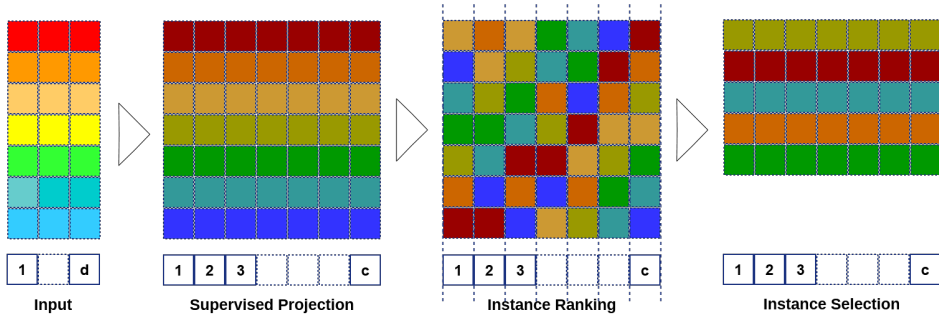 1 d
1 2 3 c
1 2 3 c
1 2 3 c
Input
Supervised Projection
Instance Ranking
Instance Selection